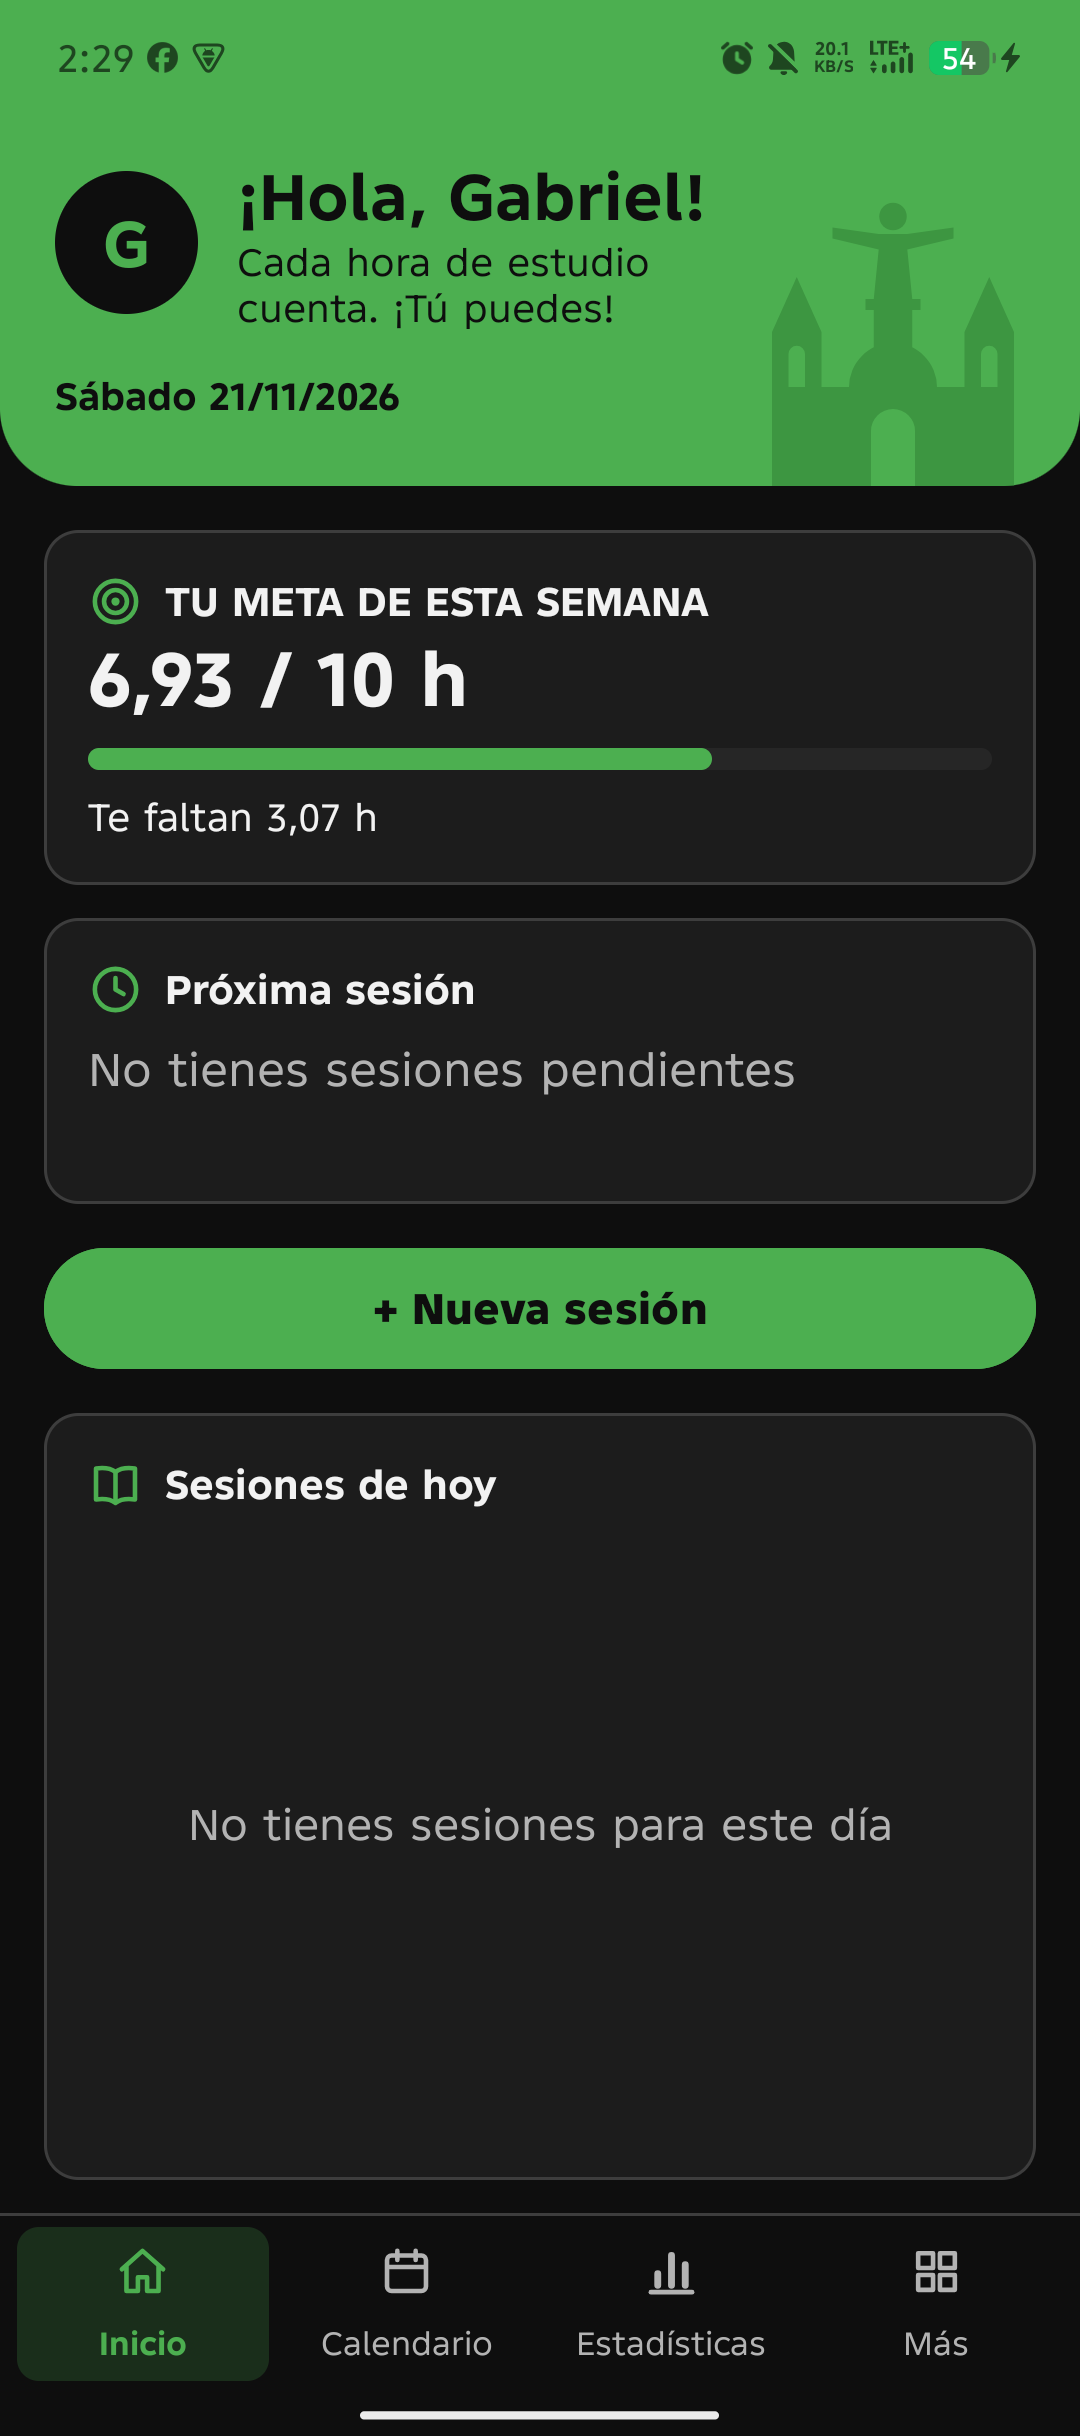 2:29
20.1
KB/S
LTE+
54
G
¡Hola, Gabriel!
Cada hora de estudio
cuenta. ¡Tú puedes!
Sábado 21/11/2026
TU META DE ESTA SEMANA
6,93 / 10 h
Te faltan 3,07 h
Próxima sesión
No tienes sesiones pendientes
+ Nueva sesión
Sesiones de hoy
No tienes sesiones para este día
Inicio
Calendario
Estadísticas
Más